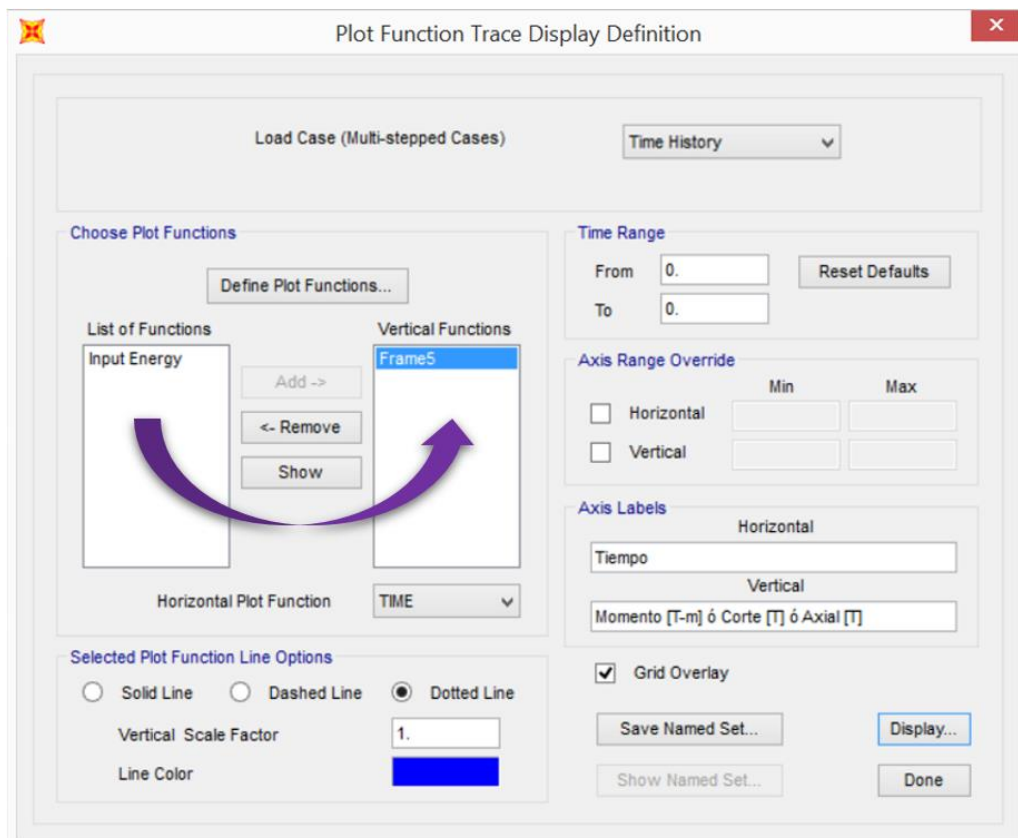 Plot Function Trace Display Definition
Load Case (Multi-stepped Cases)
Time History
Choose Plot Functions
Define Plot Functions...
List of Functions
Vertical Functions
Input Energy
Frame5
Add ->
<- Remove
Show
Horizontal Plot Function
TIME
Selected Plot Function Line Options
Solid Line
Dashed Line
Dotted Line
Vertical Scale Factor
1.
Line Color
Time Range
From
0.
Reset Defaults
To
0.
Axis Range Override
Min
Max
Horizontal
Vertical
Axis Labels
Horizontal
Tiempo
Vertical
Momento [T-m] ó Corte [T] ó Axial [T]
Grid Overlay
Save Named Set...
Display...
Show Named Set...
Done